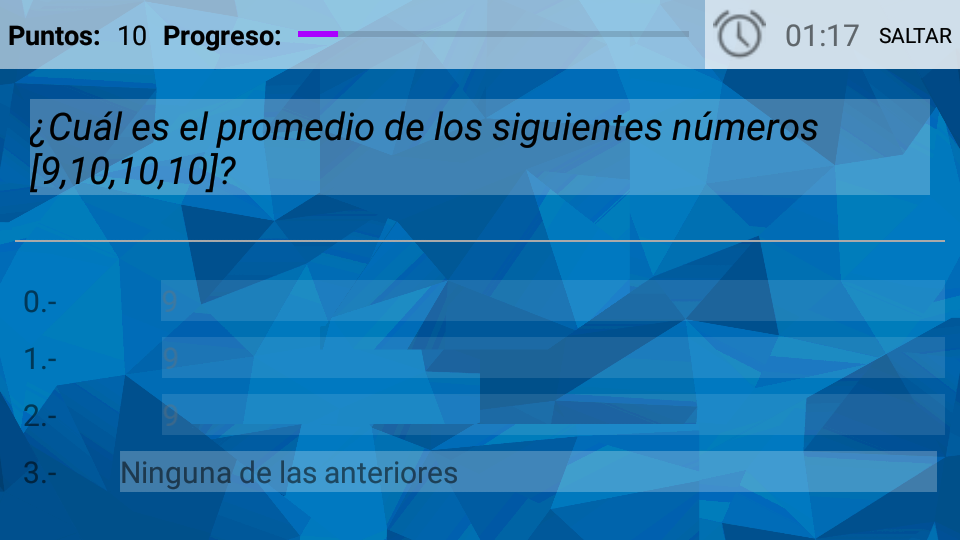 Puntos: 10 Progreso: 01:17 SALTAR
¿Cuál es el promedio de los siguientes números
[9,10,10,10]?
0.- 9
1.- 9
2.- 9
3.- Ninguna de las anteriores